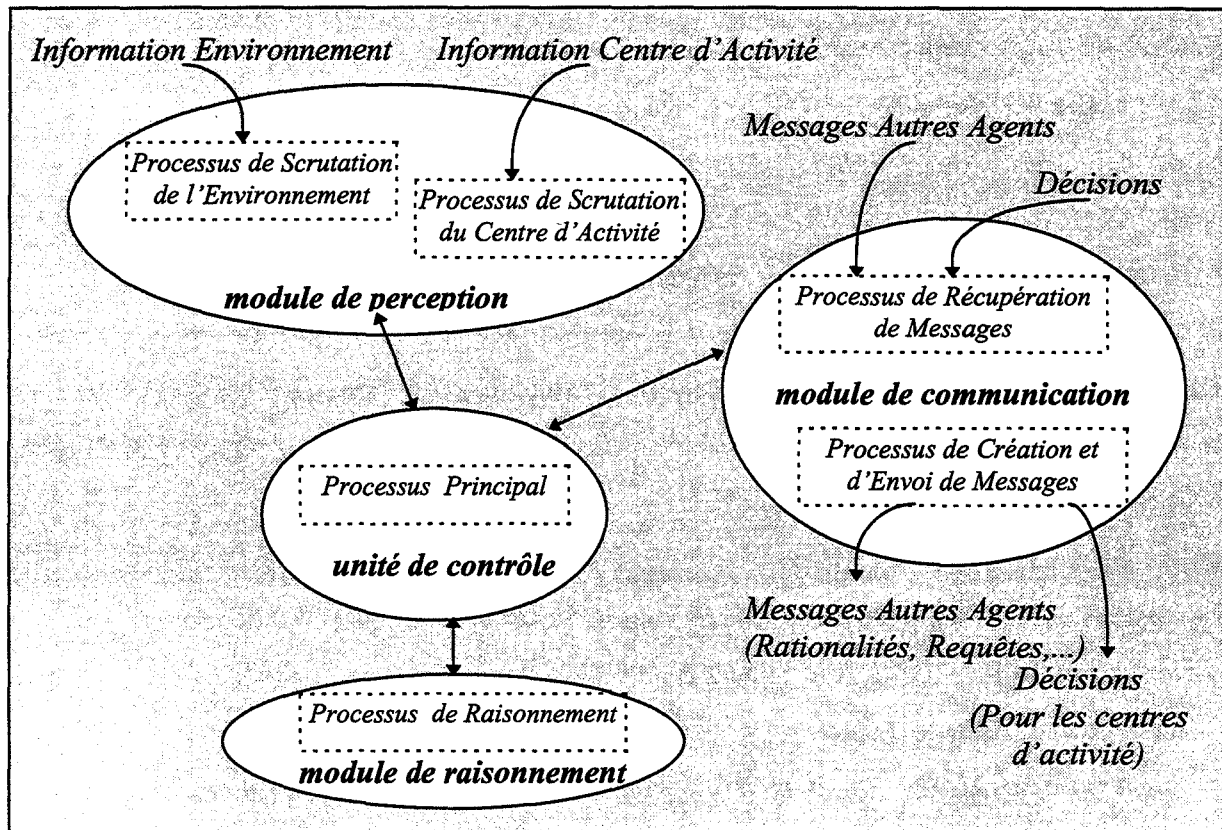 Information Environnement
Information Centre d'Activité
Processus de Scrutation
de l'Environnement
Processus de Scrutation
du Centre d'Activité
module de perception
Messages Autres Agents
Décisions
Processus de Récupération
de Messages
module de communication
Processus de Création et
d'Envoi de Messages
Processus Principal
unité de contrôle
Messages Autres Agents
(Rationalités, Requêtes,...)
Décisions
(Pour les centres
d'activité)
Processus de Raisonnement
module de raisonnement